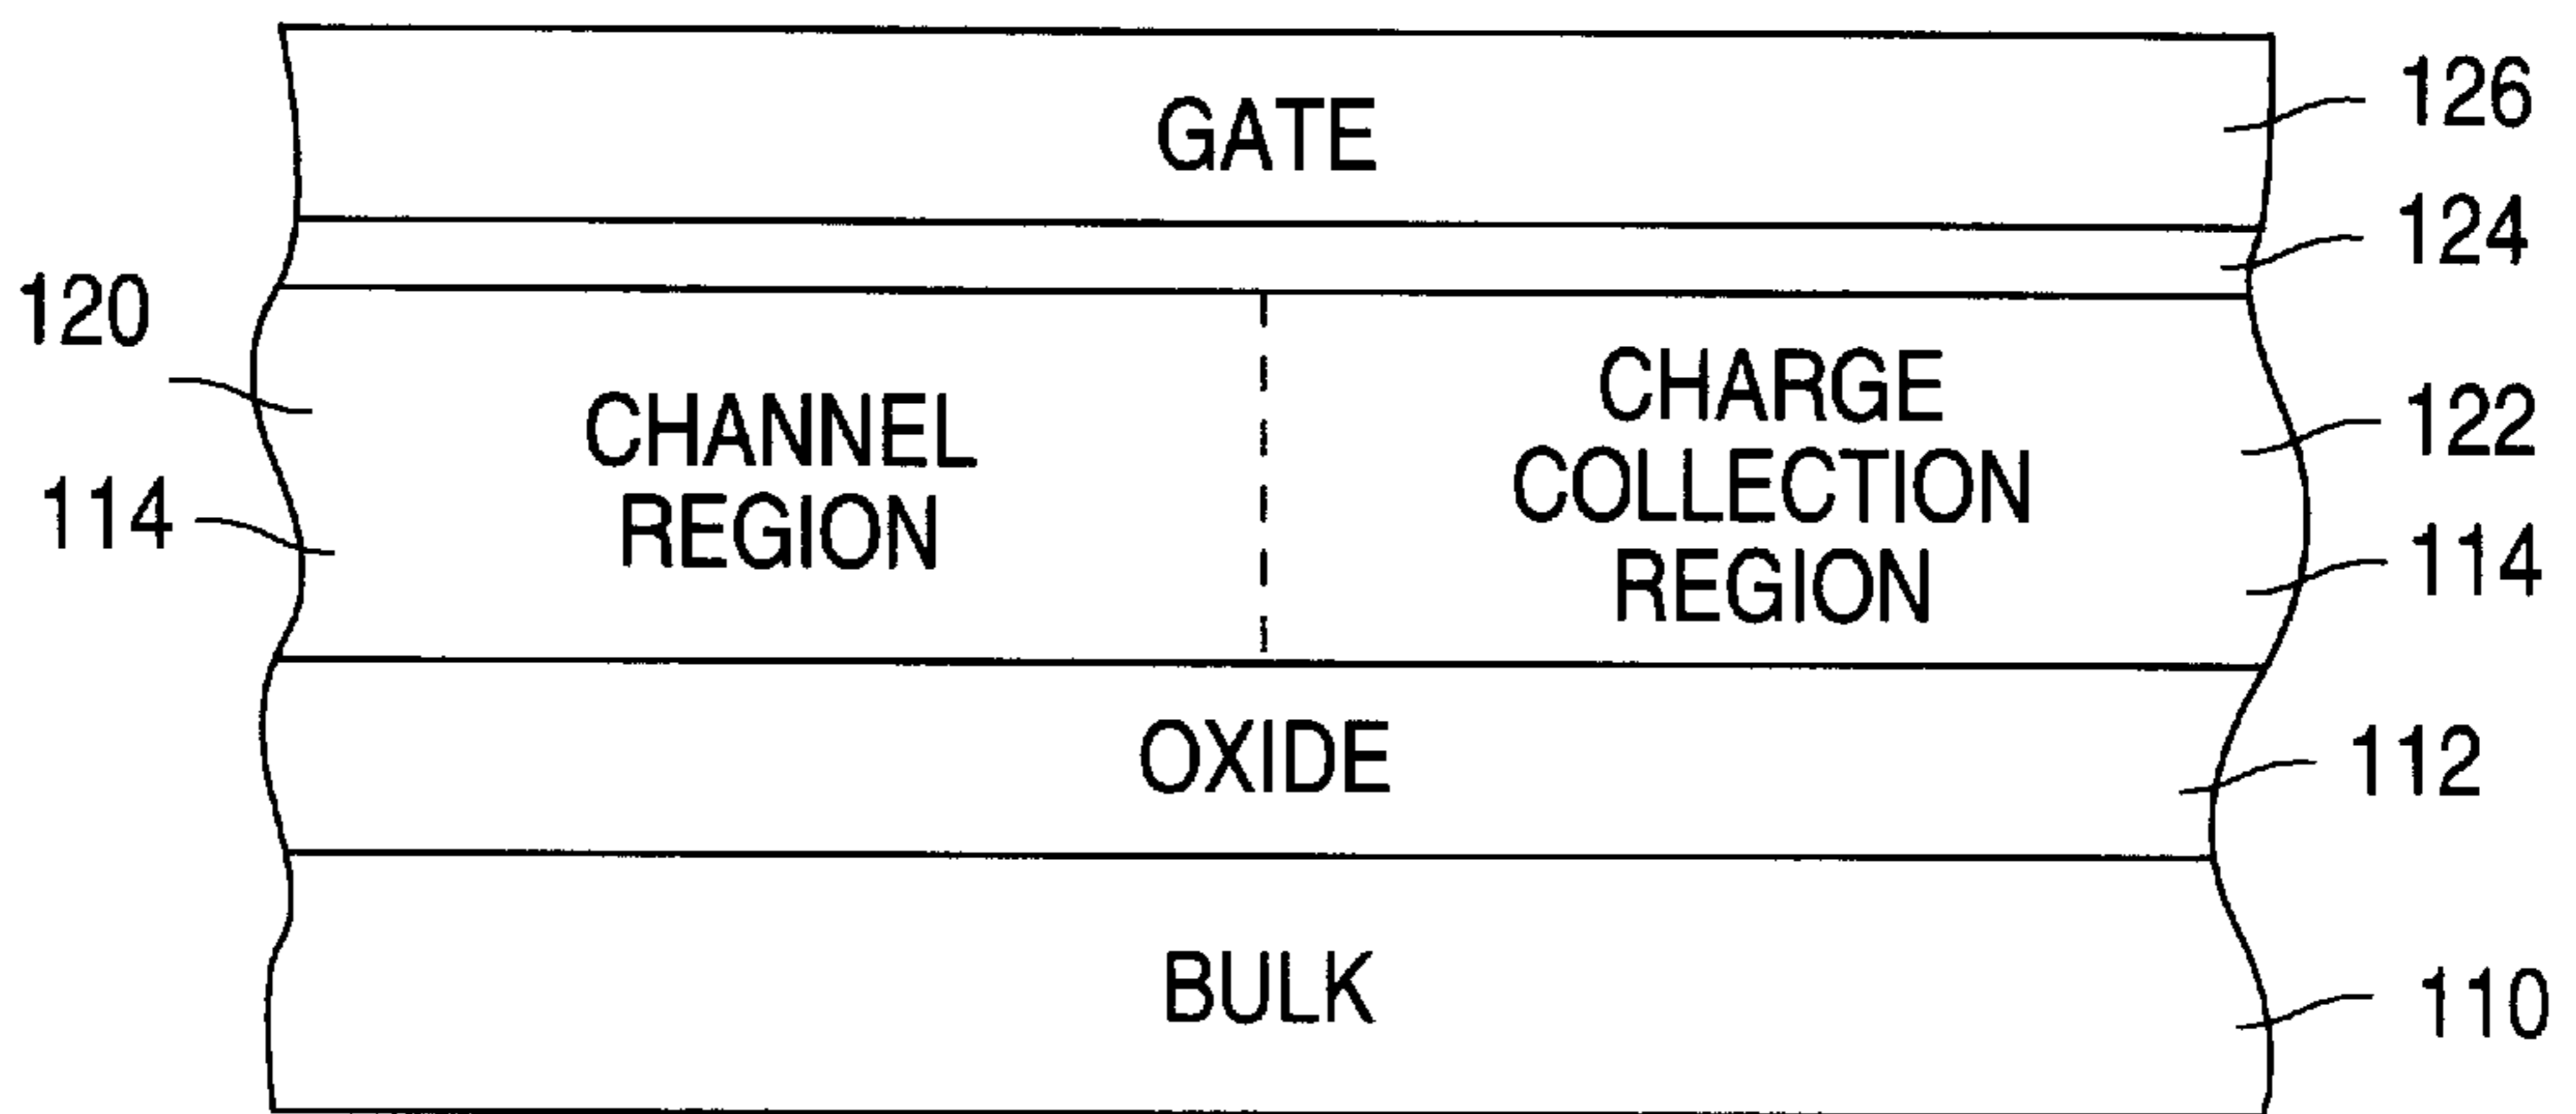 GATE
126
124
120
CHANNEL
REGION
114
CHARGE
COLLECTION
REGION
122
114
OXIDE
112
BULK
110